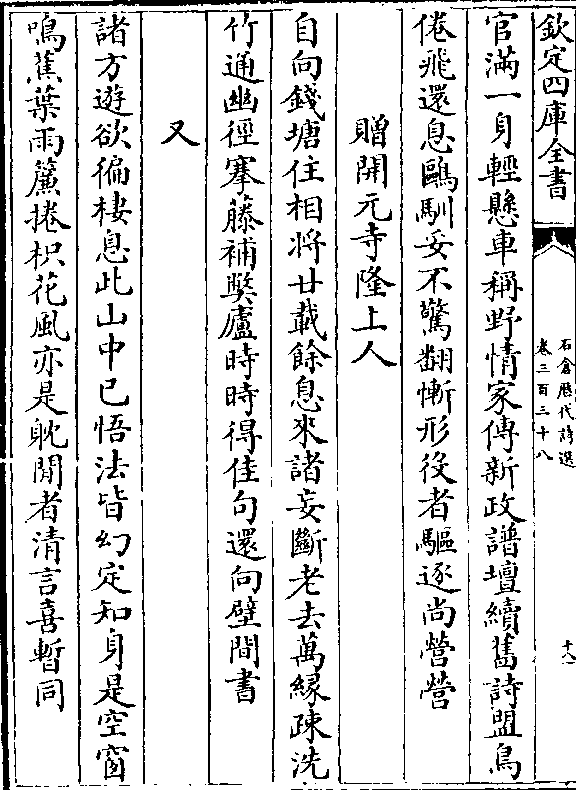 欽定四庫全書
石倉歷代詩選
卷三百三十八
十八
官滿一身輕懸車稱野情家傳新政譜壇續舊詩盟鳥
倦飛還息鷗馴妥不驚翻慚形役者驅逐尚營營
贈開元寺隆上人
自向錢塘住相將廿載餘息來諸妄斷老去萬緣疎洗
竹通幽徑搴藤補獘廬時時得佳句還向壁間書
又
諸方遊欲徧棲息此山中已悟法皆幻定知身是空窗
鳴蕉葉雨簾捲枳花風亦是躭閒者清言喜暫同